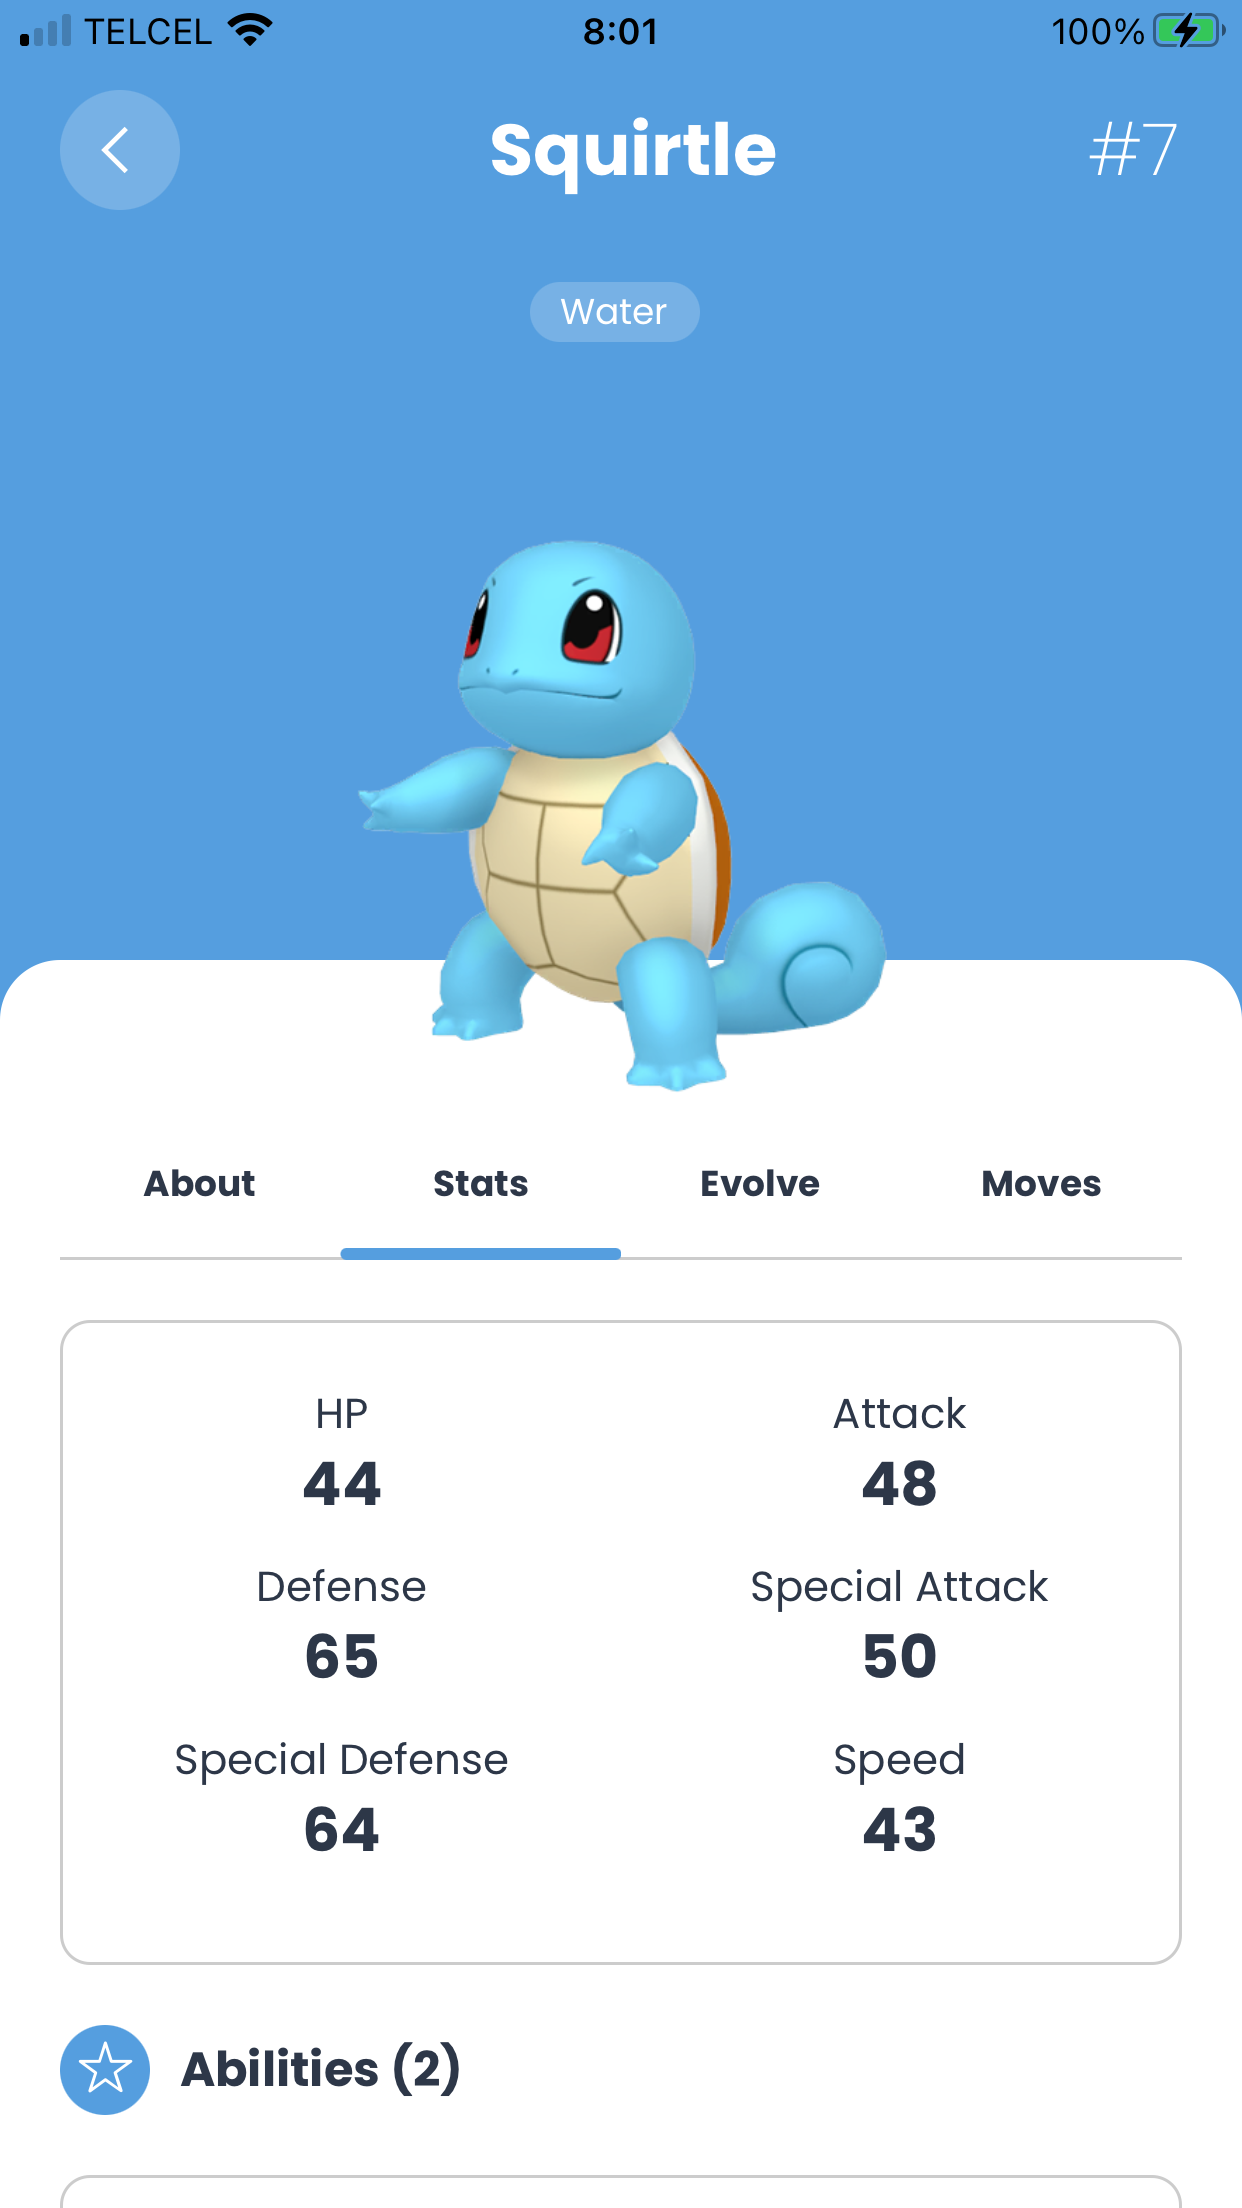 TELCEL 8:01 100%
Squirtle #7
Water
About Stats Evolve Moves
HP Attack
44 48
Defense Special Attack
65 50
Special Defense Speed
64 43
Abilities (2)